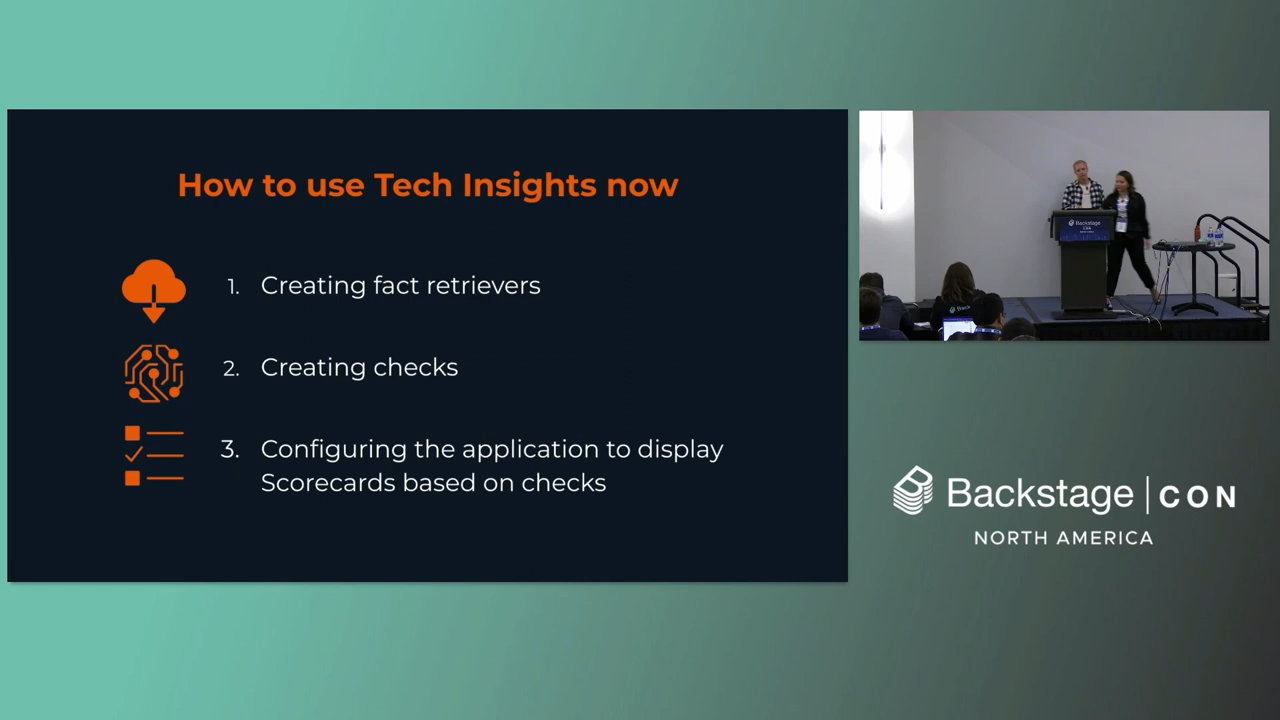 How to use Tech Insights now
1. Creating fact retrievers
2. Creating checks
3. Configuring the application to display
Scorecards based on checks
Backstage
Backstage | CON
NORTH AMERICA